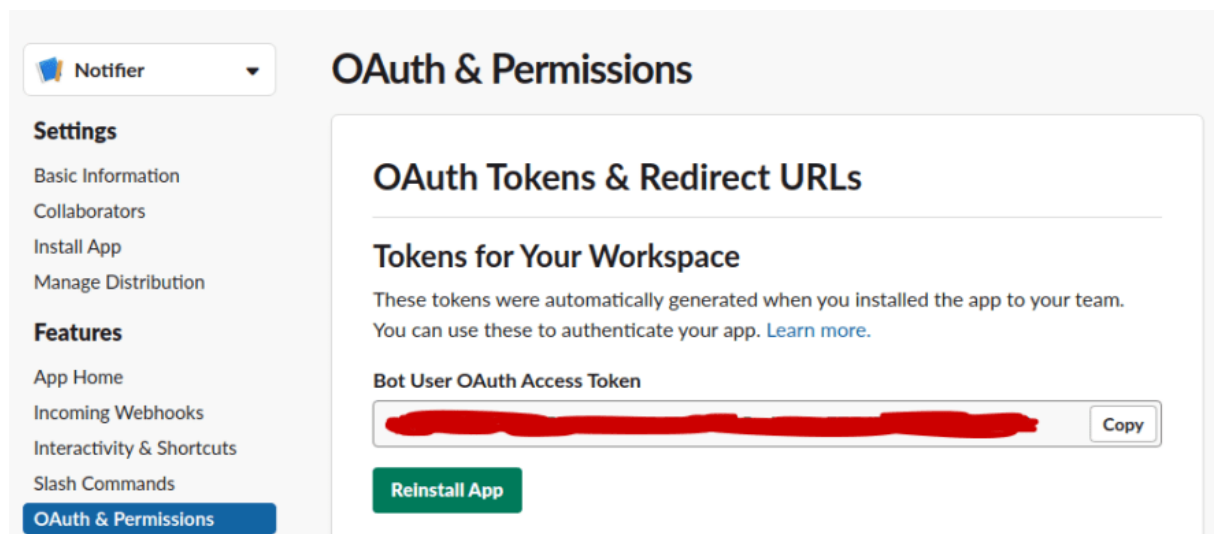 Notifier
Settings
Basic Information
Collaborators
Install App
Manage Distribution
Features
App Home
Incoming Webhooks
Interactivity & Shortcuts
Slash Commands
OAuth & Permissions
OAuth & Permissions
OAuth Tokens & Redirect URLs
Tokens for Your Workspace
These tokens were automatically generated when you installed the app to your team.
You can use these to authenticate your app. Learn more.
Bot User OAuth Access Token
Copy
Reinstall App